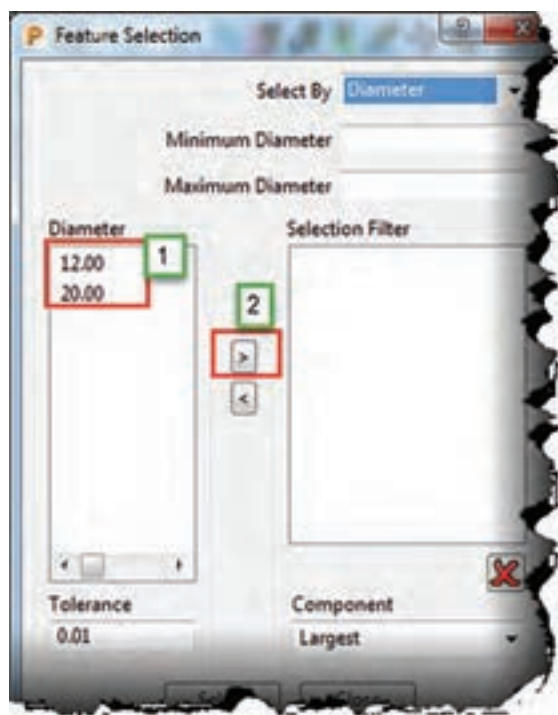 Feature Selection
Select By Diameter
Minimum Diameter
Maximum Diameter
Diameter
Selection Filter
12.00
20.00
1
2
>
<
Tolerance
Component
0.01
Largest